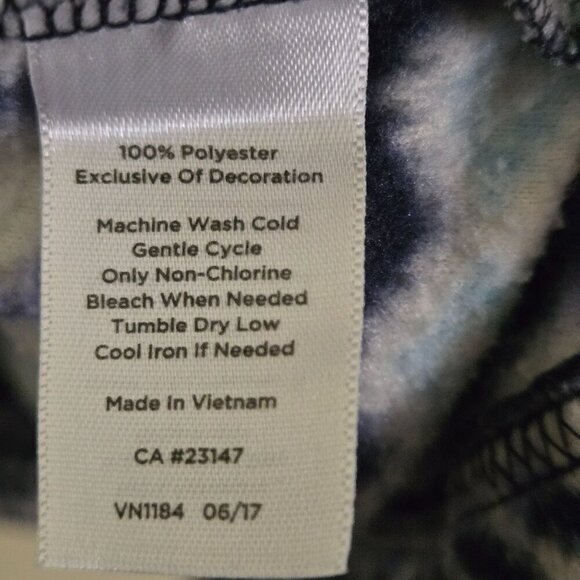 100% Polyester
Exclusive Of Decoration
Machine Wash Cold
Gentle Cycle
Only Non-Chlorine
Bleach When Needed
Tumble Dry Low
Cool Iron If Needed
Made In Vietnam
CA #23147
VN1184 06/17